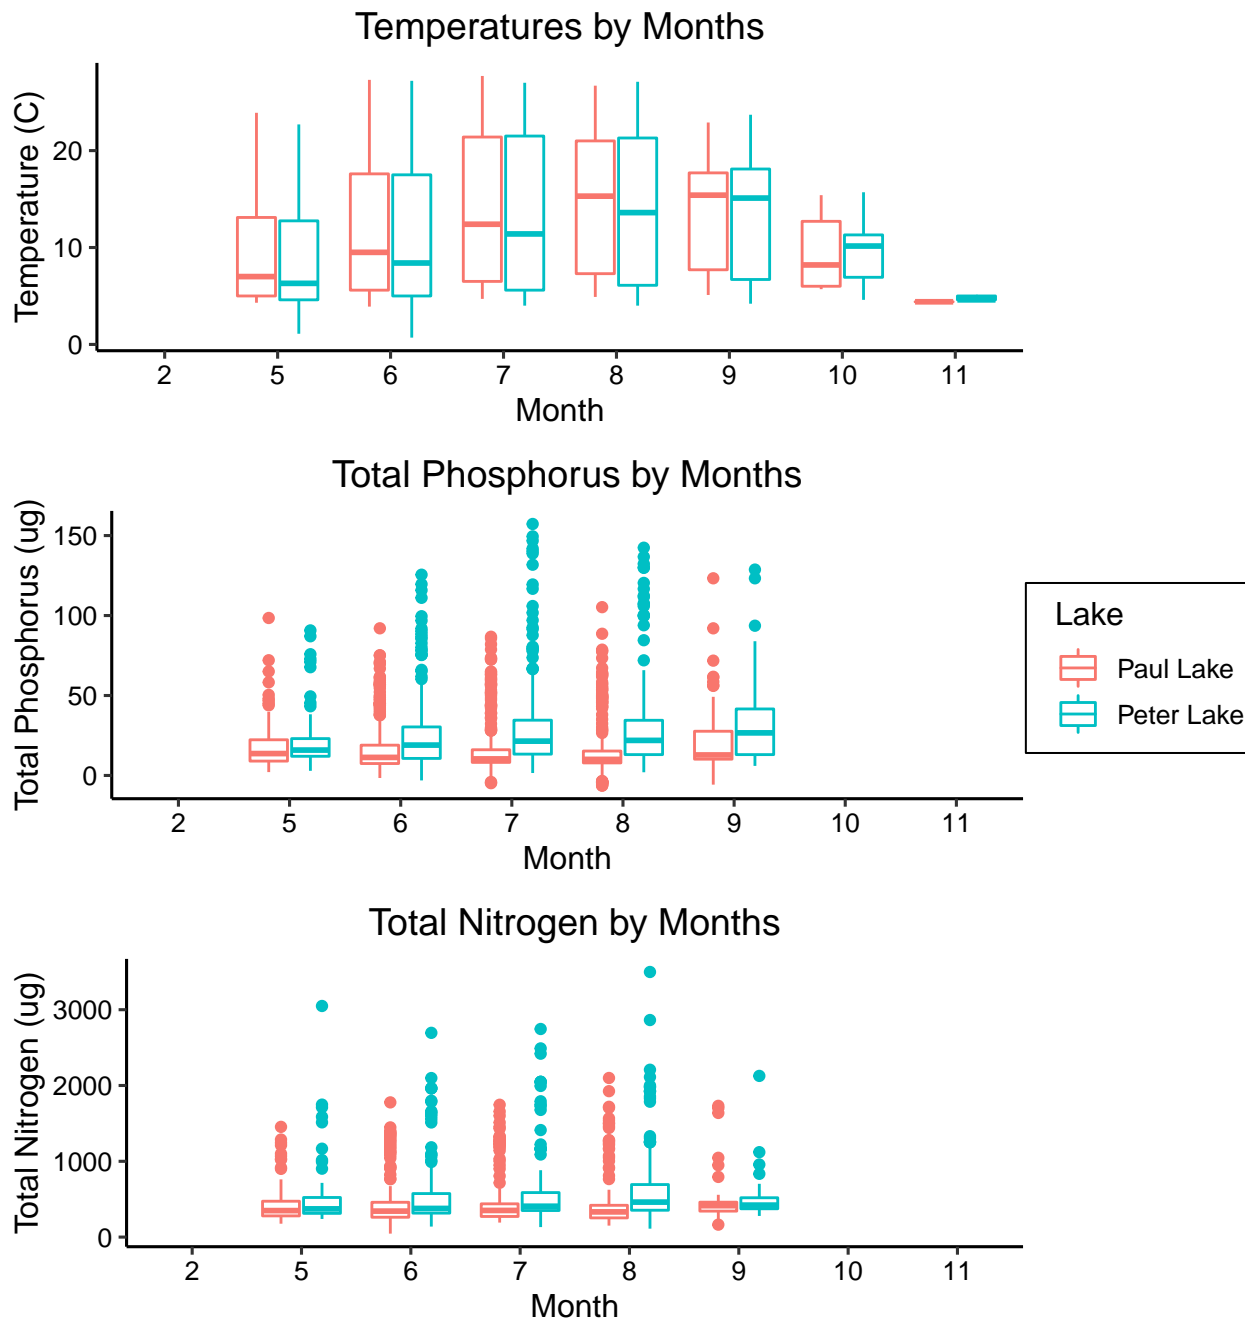 Temperatures by Months
Temperature (C)
20
10
0
2 5 6 7 8 9 10 11
Month
Total Phosphorus by Months
Total Phosphorus (ug)
150
100
50
0
2 5 6 7 8 9 10 11
Month
Lake
Paul Lake
Peter Lake
Total Nitrogen by Months
Total Nitrogen (ug)
3000
2000
1000
0
2 5 6 7 8 9 10 11
Month